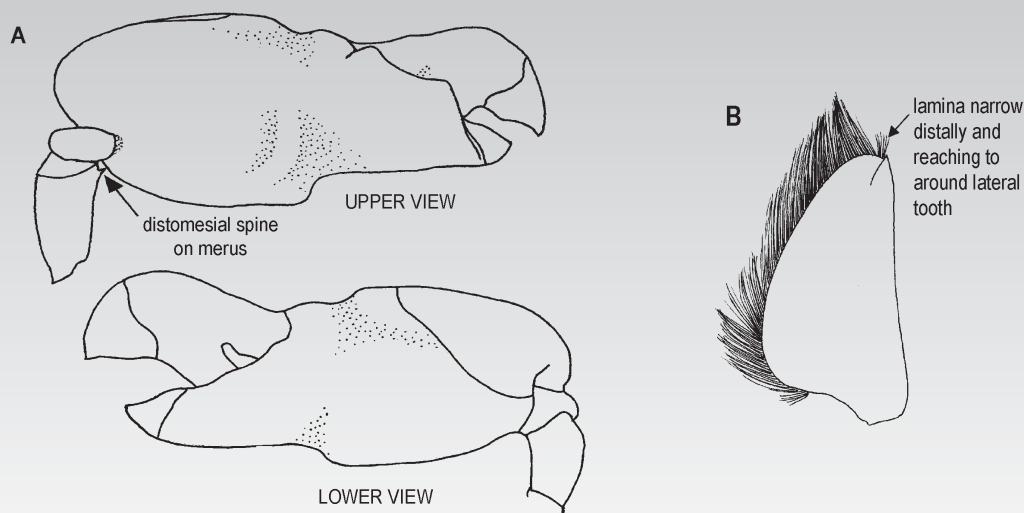 A
UPPER VIEW
distomesial spine
on merus
LOWER VIEW
B
lamina narrow
distally and
reaching to
around lateral
tooth